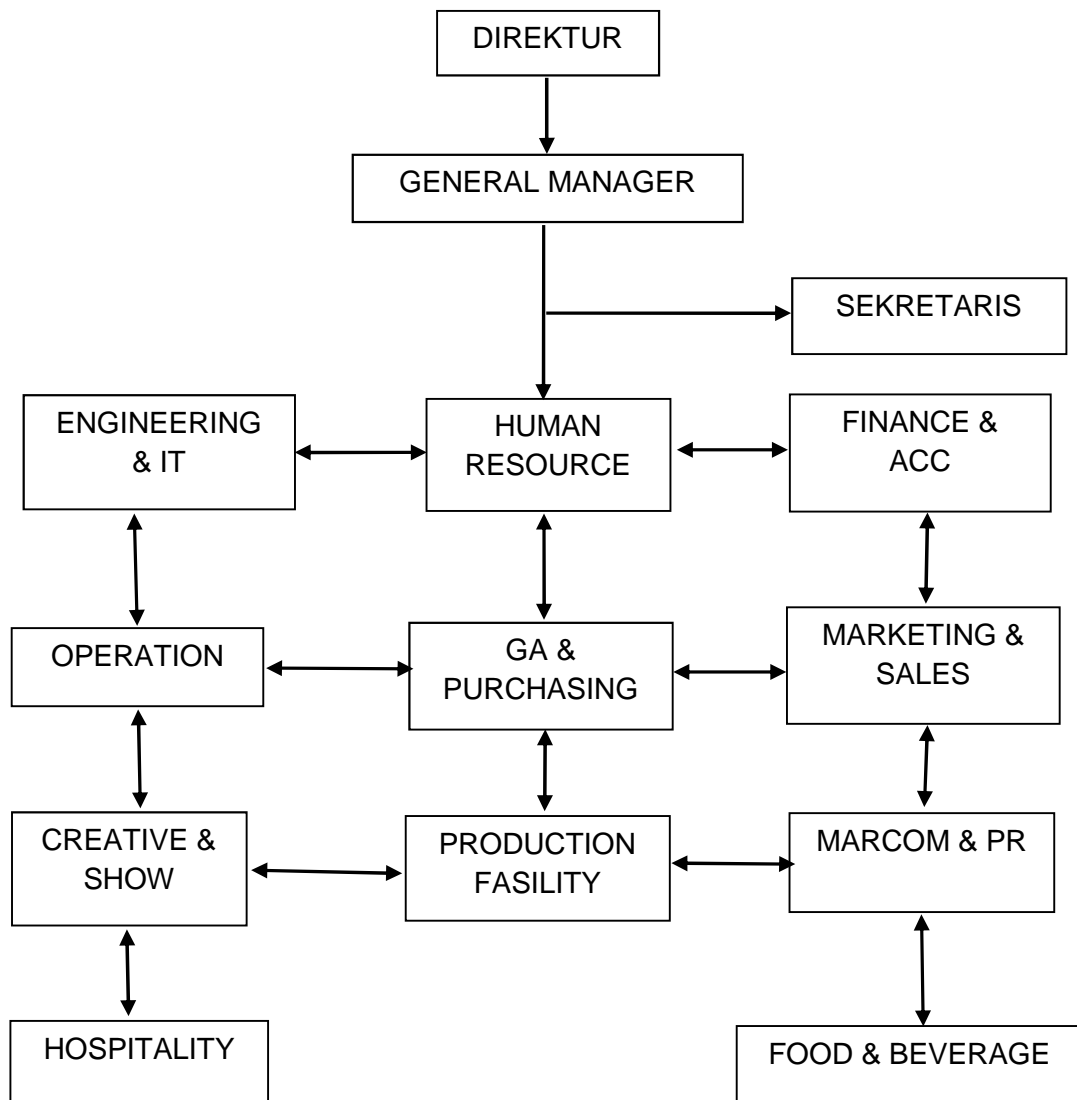 DIREKTUR
GENERAL MANAGER
SEKRETARIS
ENGINEERING
& IT
HUMAN
RESOURCE
FINANCE &
ACC
OPERATION
GA &
PURCHASING
MARKETING &
SALES
CREATIVE &
SHOW
PRODUCTION
FASILITY
MARCOM & PR
HOSPITALITY
FOOD & BEVERAGE